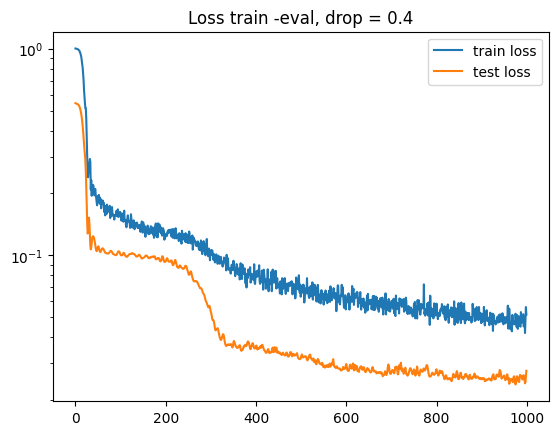 Loss train -eval, drop = 0.4
train loss
test loss
10⁰
10⁻¹
0 200 400 600 800 1000